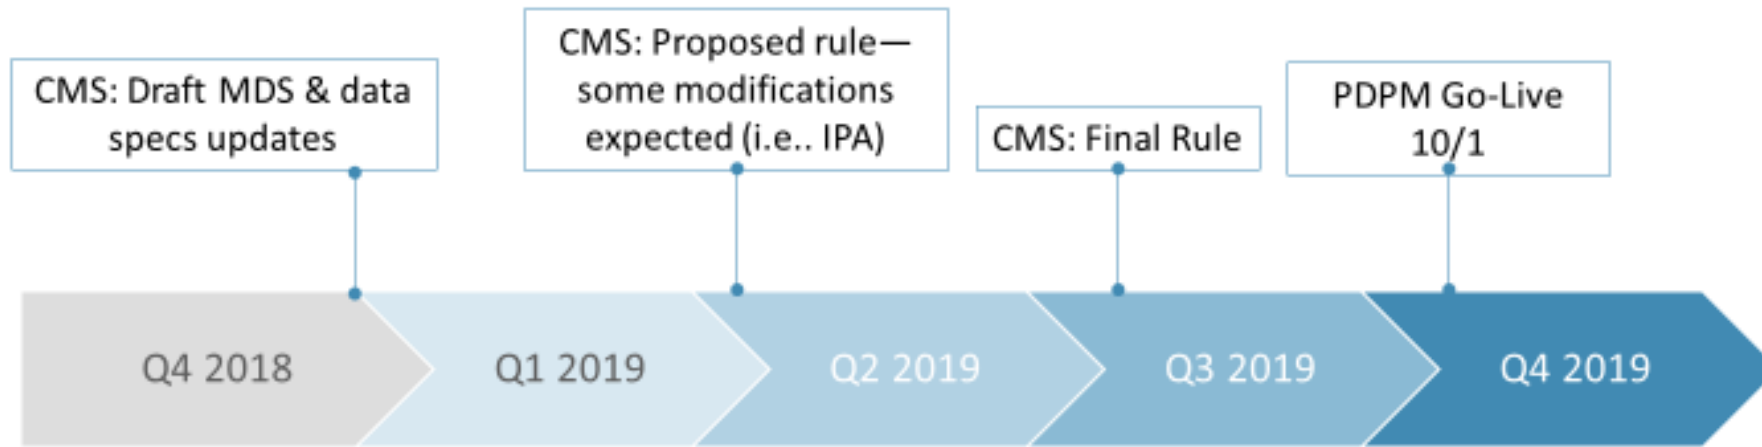 CMS: Draft MDS & data
specs updates
CMS: Proposed rule—
some modifications
expected (i.e.. IPA)
CMS: Final Rule
PDPM Go-Live
10/1
Q4 2018
Q1 2019
Q2 2019
Q3 2019
Q4 2019